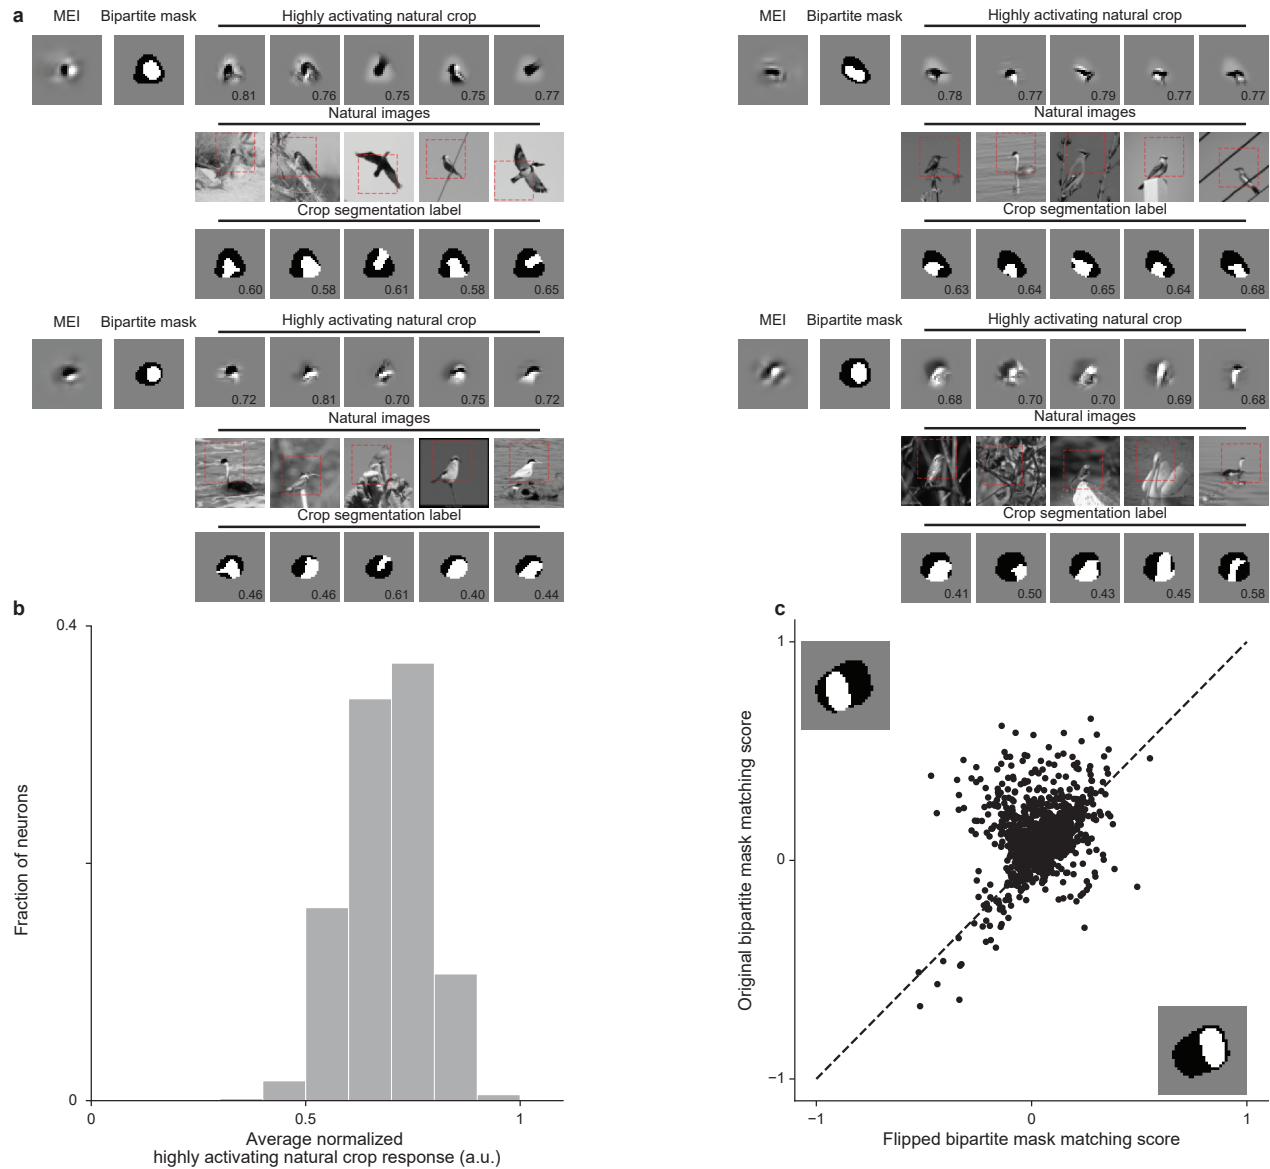 a
MEI Bipartite mask Highly activating natural crop
0.81 0.76 0.75 0.75 0.77
Natural images
Crop segmentation label
0.60 0.58 0.61 0.58 0.65
MEI Bipartite mask Highly activating natural crop
0.78 0.77 0.79 0.77 0.77
Natural images
Crop segmentation label
0.63 0.64 0.65 0.64 0.68
MEI Bipartite mask Highly activating natural crop
0.72 0.81 0.70 0.75 0.72
Natural images
Crop segmentation label
0.46 0.46 0.61 0.40 0.44
MEI Bipartite mask Highly activating natural crop
0.68 0.70 0.70 0.69 0.68
Natural images
Crop segmentation label
0.41 0.50 0.43 0.45 0.58
b
0.4
0
Fraction of neurons
0 0.5 1
Average normalized
highly activating natural crop response (a.u.)
c
1
0
−1
Original bipartite mask matching score
−1 0 1
Flipped bipartite mask matching score